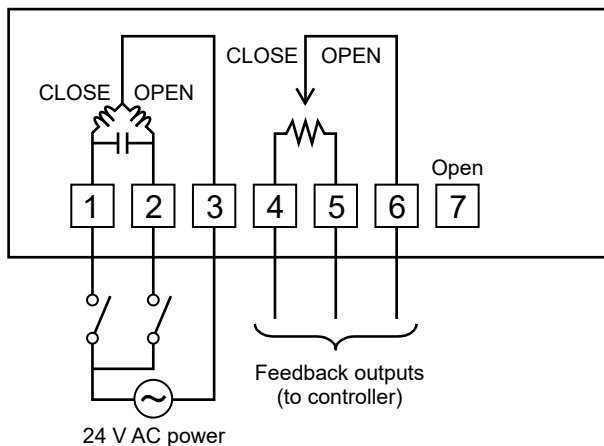 CLOSE OPEN
CLOSE OPEN
Open
1 2 3 4 5 6 7
Feedback outputs
(to controller)
24 V AC power